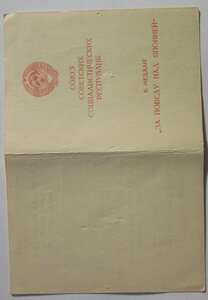 СОЮЗ
СОВЕТСКИХ
СОЦИАЛИСТИЧЕСКИХ
РЕСПУБЛИК
К МЕДАЛИ
"ЗА ПОБЕДУ НАД ЯПОНИЕЙ"